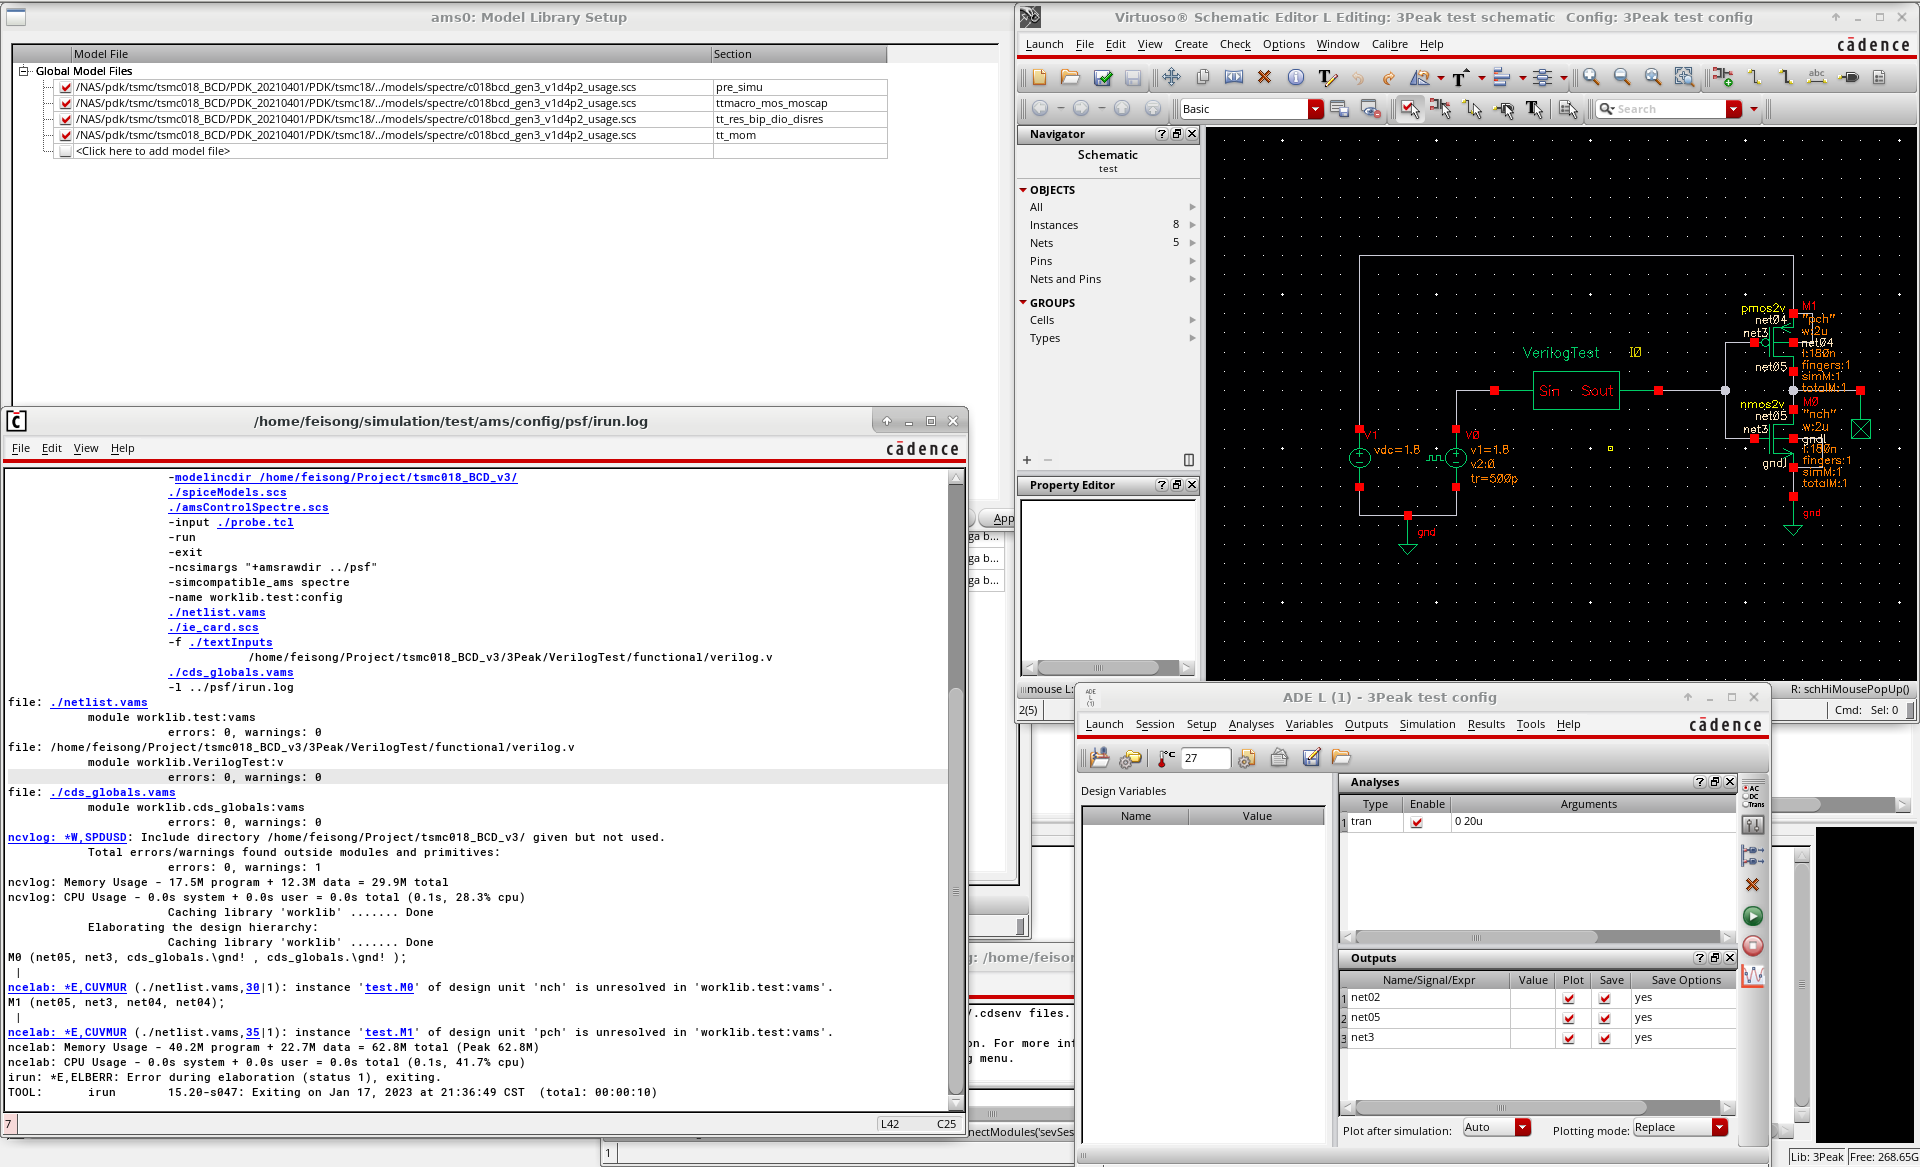 ams0: Model Library Setup
Model File Section
Global Model Files
/NAS/pdk/tsmc/tsmc018_BCD/PDK_20210401/PDK/tsmc18/../models/spectre/c018bcd_gen3_v1d4p2_usage.scs pre_simu
/NAS/pdk/tsmc/tsmc018_BCD/PDK_20210401/PDK/tsmc18/../models/spectre/c018bcd_gen3_v1d4p2_usage.scs ttmacro_mos_moscap
/NAS/pdk/tsmc/tsmc018_BCD/PDK_20210401/PDK/tsmc18/../models/spectre/c018bcd_gen3_v1d4p2_usage.scs tt_res_bip_dio_disres
/NAS/pdk/tsmc/tsmc018_BCD/PDK_20210401/PDK/tsmc18/../models/spectre/c018bcd_gen3_v1d4p2_usage.scs tt_mom
<Click here to add model file>
App
ga b...
ga b...
ga b...
/home/feisong/simulation/test/ams/config/psf/irun.log
File Edit View Help cādence
-modelincdir /home/feisong/Project/tsmc018_BCD_v3/
./spiceModels.scs
./amsControlSpectre.scs
-input ./probe.tcl
-run
-exit
-ncsimargs "+amsrawdir ../psf"
-simcompatible_ams spectre
-name worklib.test:config
./netlist.vams
./ie_card.scs
-f ./textInputs
/home/feisong/Project/tsmc018_BCD_v3/3Peak/VerilogTest/functional/verilog.v
./cds_globals.vams
-l ../psf/irun.log
file: ./netlist.vams
module worklib.test:vams
errors: 0, warnings: 0
file: /home/feisong/Project/tsmc018_BCD_v3/3Peak/VerilogTest/functional/verilog.v
module worklib.VerilogTest:v
errors: 0, warnings: 0
file: ./cds_globals.vams
module worklib.cds_globals:vams
errors: 0, warnings: 0
ncvlog: *W,SPDUSD: Include directory /home/feisong/Project/tsmc018_BCD_v3/ given but not used.
Total errors/warnings found outside modules and primitives:
errors: 0, warnings: 1
ncvlog: Memory Usage - 17.5M program + 12.3M data = 29.9M total
ncvlog: CPU Usage - 0.0s system + 0.0s user = 0.0s total (0.1s, 28.3% cpu)
Caching library 'worklib' ....... Done
Elaborating the design hierarchy:
Caching library 'worklib' ....... Done
M0 (net05, net3, cds_globals.\gnd! , cds_globals.\gnd! );
|
ncelab: *E,CUVMUR (./netlist.vams,30|1): instance 'test.M0' of design unit 'nch' is unresolved in 'worklib.test:vams'.
M1 (net05, net3, net04, net04);
|
ncelab: *E,CUVMUR (./netlist.vams,35|1): instance 'test.M1' of design unit 'pch' is unresolved in 'worklib.test:vams'.
ncelab: Memory Usage - 40.2M program + 22.7M data = 62.8M total (Peak 62.8M)
ncelab: CPU Usage - 0.0s system + 0.0s user = 0.0s total (0.1s, 41.7% cpu)
irun: *E,ELBERR: Error during elaboration (status 1), exiting.
TOOL: irun 15.20-s047: Exiting on Jan 17, 2023 at 21:36:49 CST (total: 00:00:10)
7 L42 C25
g: /home/feisor
/.cdsenv files.
on. For more inf
g menu.
nectModules('sevSes
1
Virtuoso® Schematic Editor L Editing: 3Peak test schematic Config: 3Peak test config
Launch File Edit View Create Check Options Window Calibre Help cādence
abc
Basic Search
Navigator
Schematic
test
OBJECTS
All
Instances 8
Nets 5
Pins
Nets and Pins
GROUPS
Cells
Types
Property Editor
mouse L: R: schHiMousePopUp()
2(5) Cmd: Sel: 0
pmos2v M1
net04 "pch"
net3 w:2u
net04
l:180n
net05 fingers:1
simM:1
totalM:1
VerilogTest I0
Sin Sout
nmos2v M0
net05 "nch"
net3 w:2u
gnd!
l:180n
gnd! fingers:1
simM:1
totalM:1
gnd
V1
vdc=1.8
V0
v1=1.8
v2:0
tr=500p
gnd
ADE L (1) - 3Peak test config
Launch Session Setup Analyses Variables Outputs Simulation Results Tools Help cādence
°C 27
Design Variables
Name Value
Analyses
Type Enable Arguments
1 tran 0 20u
Outputs
Name/Signal/Expr Value Plot Save Save Options
1 net02 yes
2 net05 yes
3 net3 yes
Plot after simulation: Auto Plotting mode: Replace
AC
DC
Trans
Lib: 3Peak Free: 268.65G